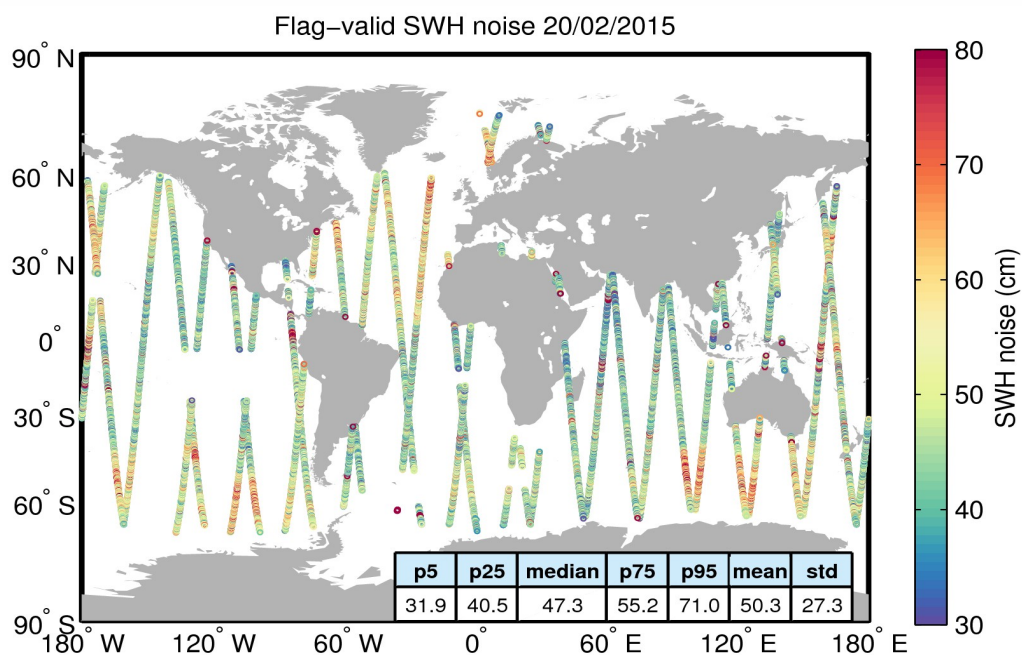 Flag−valid SWH noise 20/02/2015
90° N
60° N
30° N
0°
30° S
60° S
90° S
180° W
120° W
60° W
0°
60° E
120° E
180° E
p5 p25 median p75 p95 mean std
31.9 40.5 47.3 55.2 71.0 50.3 27.3
80
70
60
50
40
30
SWH noise (cm)